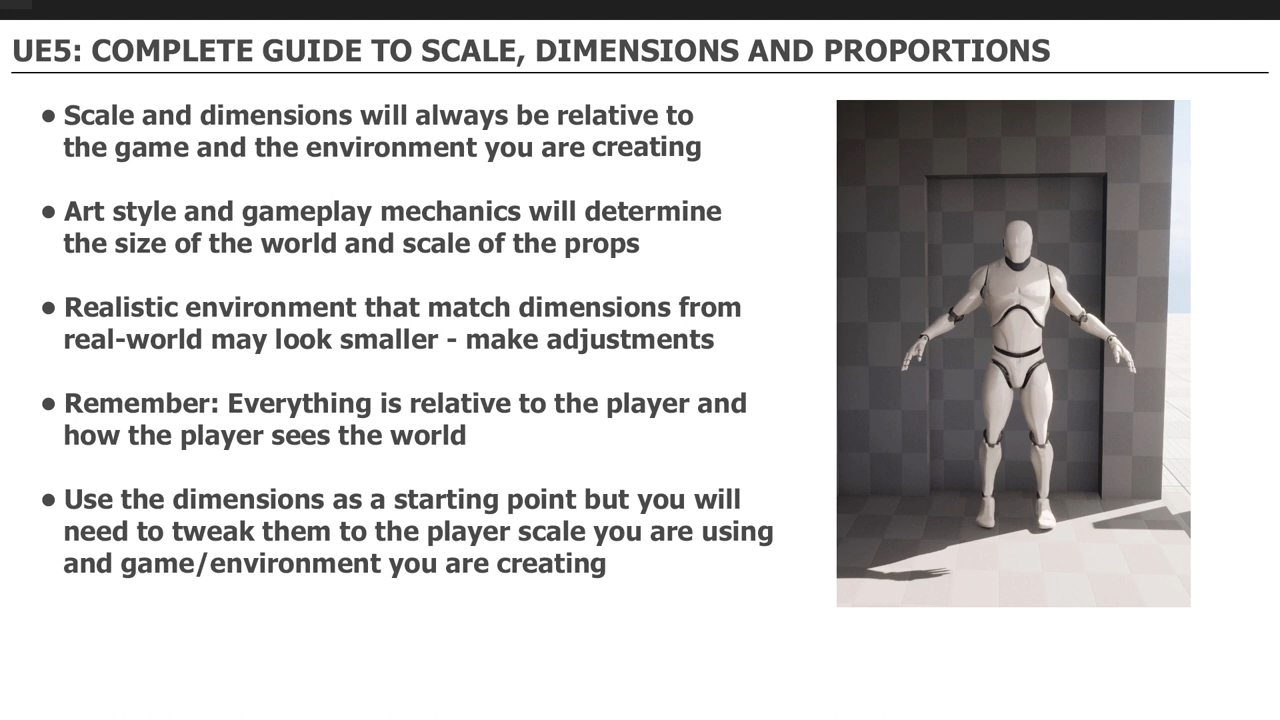 UE5: COMPLETE GUIDE TO SCALE, DIMENSIONS AND PROPORTIONS
● Scale and dimensions will always be relative to
the game and the environment you are creating
● Art style and gameplay mechanics will determine
the size of the world and scale of the props
● Realistic environment that match dimensions from
real-world may look smaller - make adjustments
● Remember: Everything is relative to the player and
how the player sees the world
● Use the dimensions as a starting point but you will
need to tweak them to the player scale you are using
and game/environment you are creating